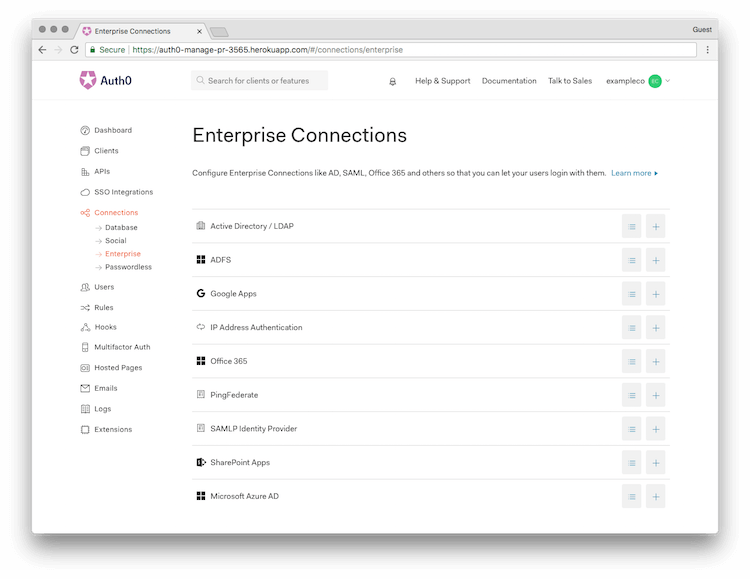 Enterprise Connections
Guest
Secure https://auth0-manage-pr-3565.herokuapp.com/#/connections/enterprise
Auth0
Search for clients or features
Help & Support
Documentation
Talk to Sales
exampleco
EC
Dashboard
Clients
APIs
SSO Integrations
Connections
Database
Social
Enterprise
Passwordless
Users
Rules
Hooks
Multifactor Auth
Hosted Pages
Emails
Logs
Extensions
Enterprise Connections
Configure Enterprise Connections like AD, SAML, Office 365 and others so that you can let your users login with them. Learn more
Active Directory / LDAP
ADFS
Google Apps
IP Address Authentication
Office 365
PingFederate
SAMLP Identity Provider
SharePoint Apps
Microsoft Azure AD